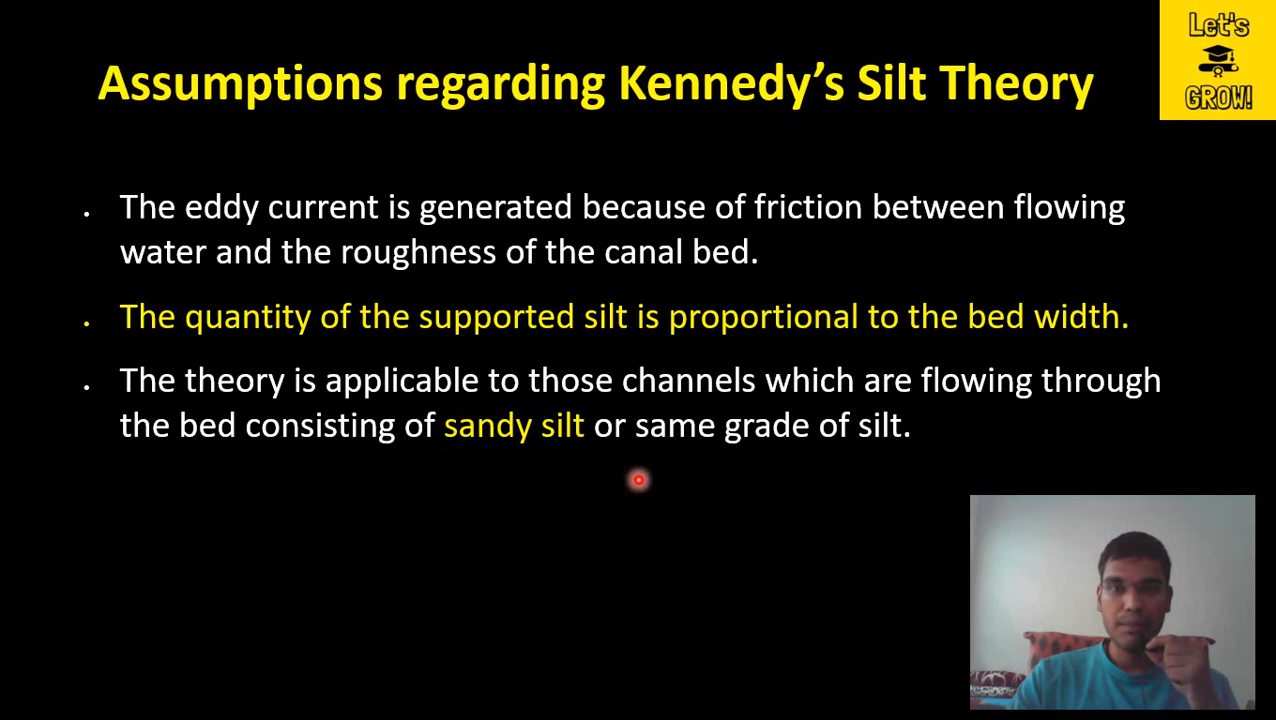 Let's
GROW!
Assumptions regarding Kennedy’s Silt Theory
• The eddy current is generated because of friction between flowing
water and the roughness of the canal bed.
• The quantity of the supported silt is proportional to the bed width.
• The theory is applicable to those channels which are flowing through
the bed consisting of sandy silt or same grade of silt.